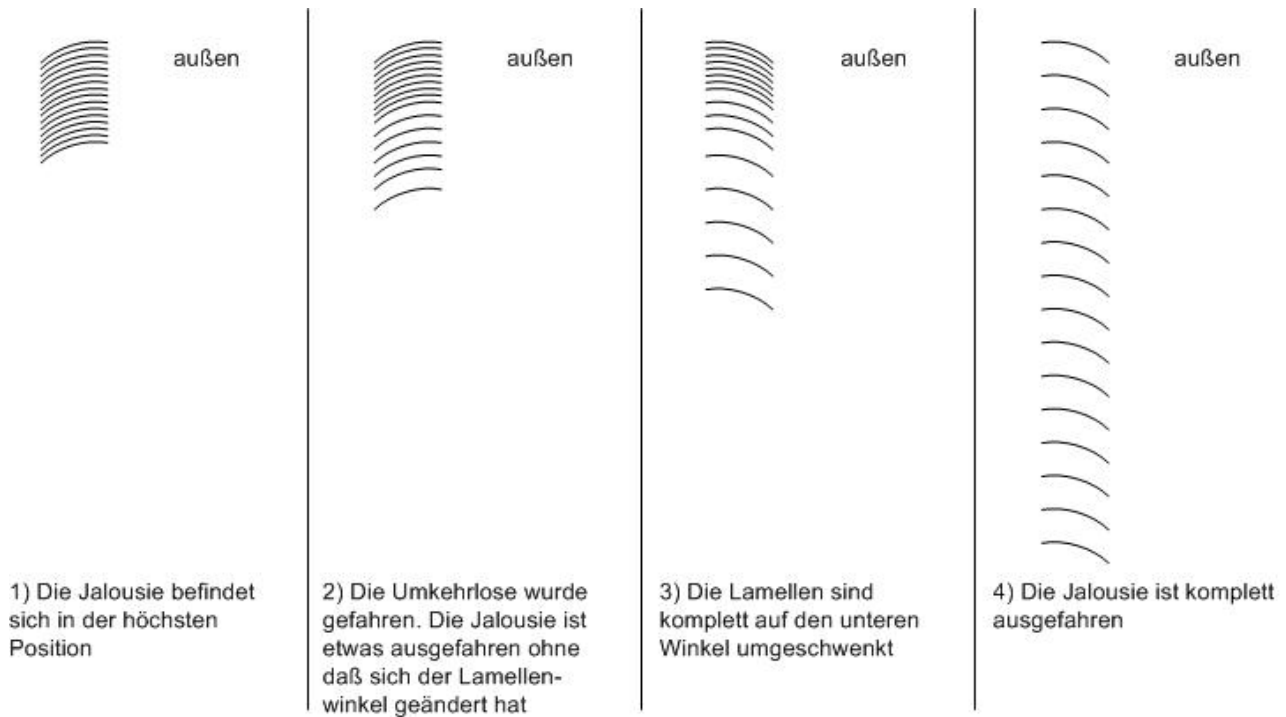 außen
außen
außen
außen
1) Die Jalousie befindet
sich in der höchsten
Position
2) Die Umkehrlose wurde
gefahren. Die Jalousie ist
etwas ausgefahren ohne
daß sich der Lamellen-
winkel geändert hat
3) Die Lamellen sind
komplett auf den unteren
Winkel umgeschwenkt
4) Die Jalousie ist komplett
ausgefahren